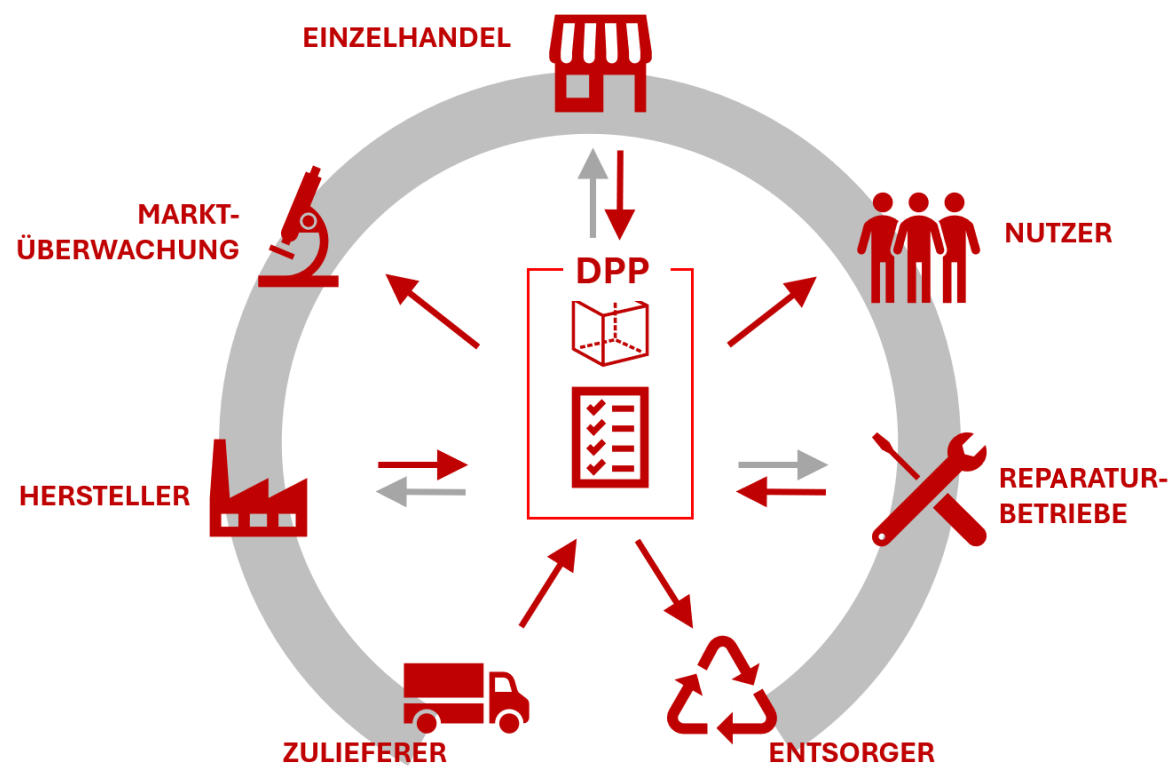 EINZELHANDEL
MARKT-
ÜBERWACHUNG
NUTZER
DPP
HERSTELLER
REPARATUR-
BETRIEBE
ZULIEFERER
ENTSORGER